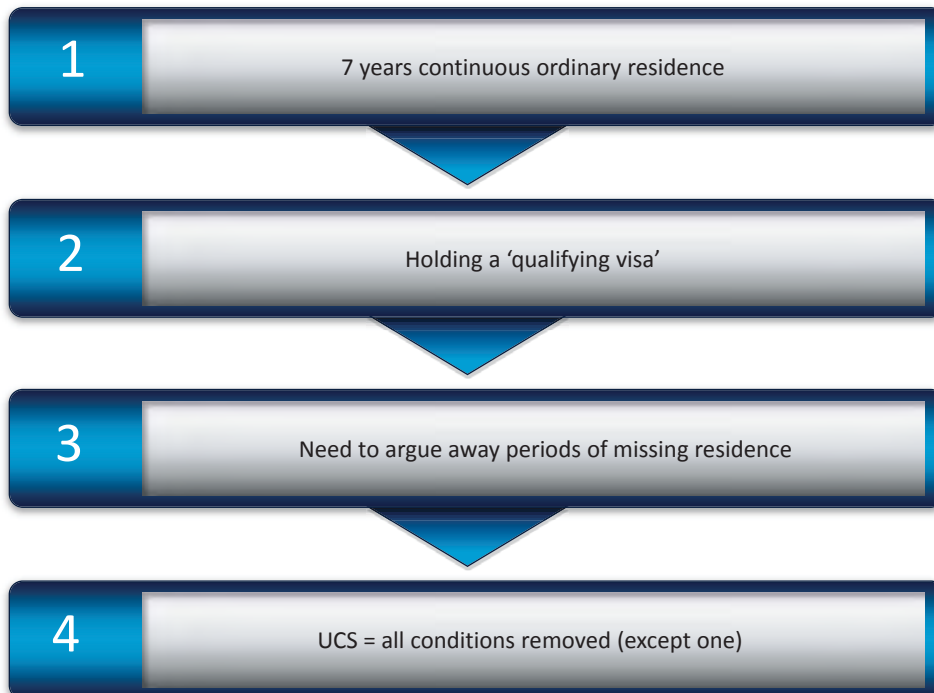 1
7 years continuous ordinary residence
2
Holding a ‘qualifying visa’
3
Need to argue away periods of missing residence
4
UCS = all conditions removed (except one)